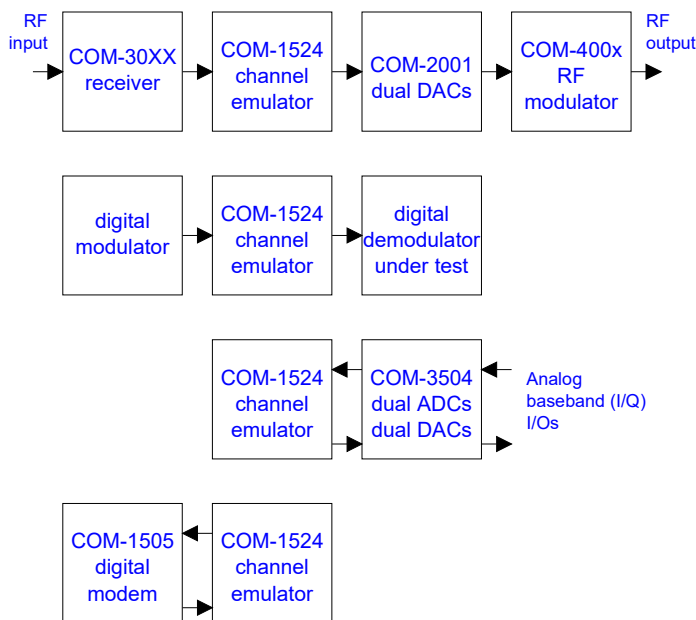 RF
input
COM-30XX
receiver
COM-1524
channel
emulator
COM-2001
dual DACs
COM-400x
RF
modulator
RF
output
digital
modulator
COM-1524
channel
emulator
digital
demodulator
under test
COM-1524
channel
emulator
COM-3504
dual ADCs
dual DACs
Analog
baseband (I/Q)
I/Os
COM-1505
digital
modem
COM-1524
channel
emulator